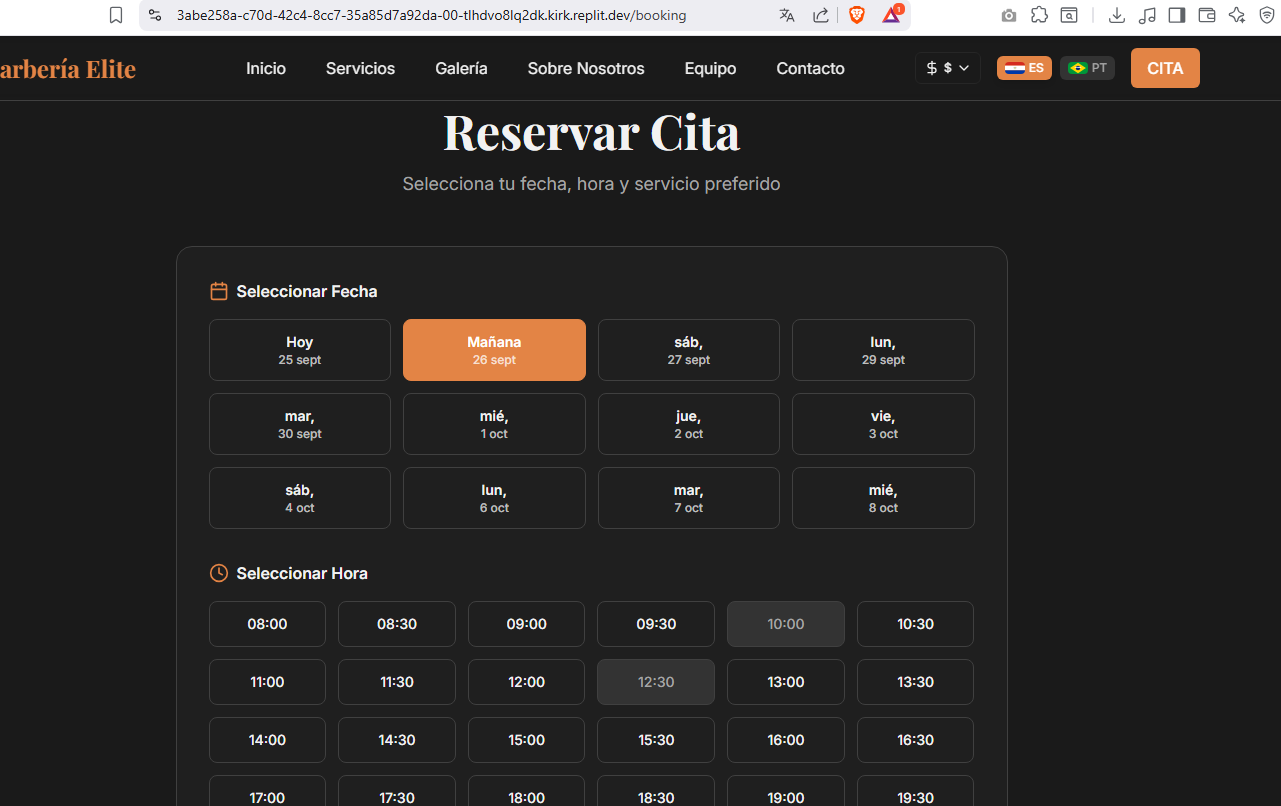 3abe258a-c70d-42c4-8cc7-35a85d7a92da-00-tlhdvo8lq2dk.kirk.replit.dev/booking
1
arbería Elite
Inicio
Servicios
Galería
Sobre Nosotros
Equipo
Contacto
$ $
ES
PT
CITA
Reservar Cita
Selecciona tu fecha, hora y servicio preferido
Seleccionar Fecha
Hoy
25 sept
Mañana
26 sept
sáb,
27 sept
lun,
29 sept
mar,
30 sept
mié,
1 oct
jue,
2 oct
vie,
3 oct
sáb,
4 oct
lun,
6 oct
mar,
7 oct
mié,
8 oct
Seleccionar Hora
08:00 08:30 09:00 09:30 10:00 10:30
11:00 11:30 12:00 12:30 13:00 13:30
14:00 14:30 15:00 15:30 16:00 16:30
17:00 17:30 18:00 18:30 19:00 19:30